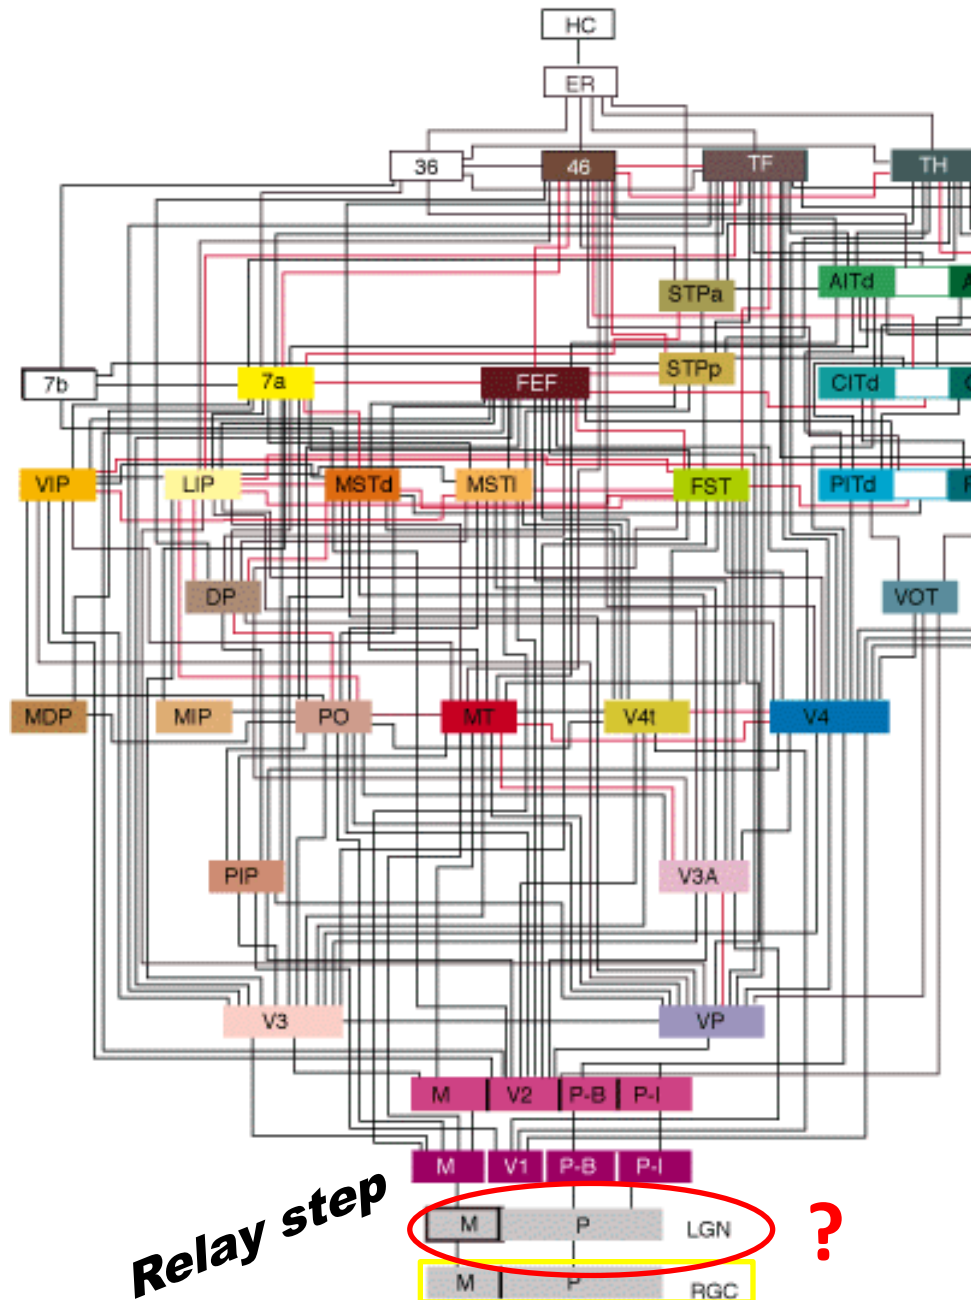 HC
ER
36 46 TF TH
STPa AITd A
7b 7a FEF STPp CITd
VIP LIP MSTd MSTl FST PITd
DP VOT
MDP MIP PO MT V4t V4
PIP V3A
V3 VP
M V2 P-B P-I
M V1 P-B P-I
Relay step
M P LGN ?
M P RGC